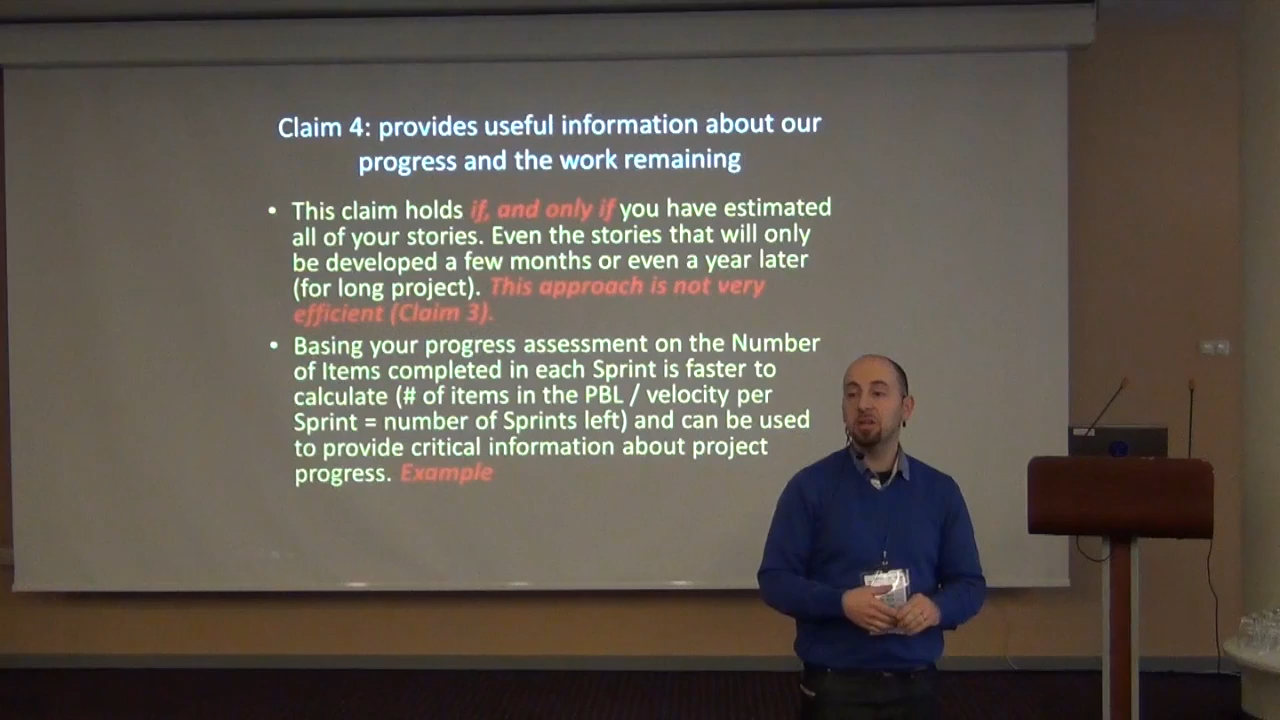 Claim 4: provides useful information about our
progress and the work remaining
• This claim holds if, and only if you have estimated
all of your stories. Even the stories that will only
be developed a few months or even a year later
(for long project). This approach is not very
efficient (Claim 3).
• Basing your progress assessment on the Number
of Items completed in each Sprint is faster to
calculate (# of items in the PBL / velocity per
Sprint = number of Sprints left) and can be used
to provide critical information about project
progress. Example